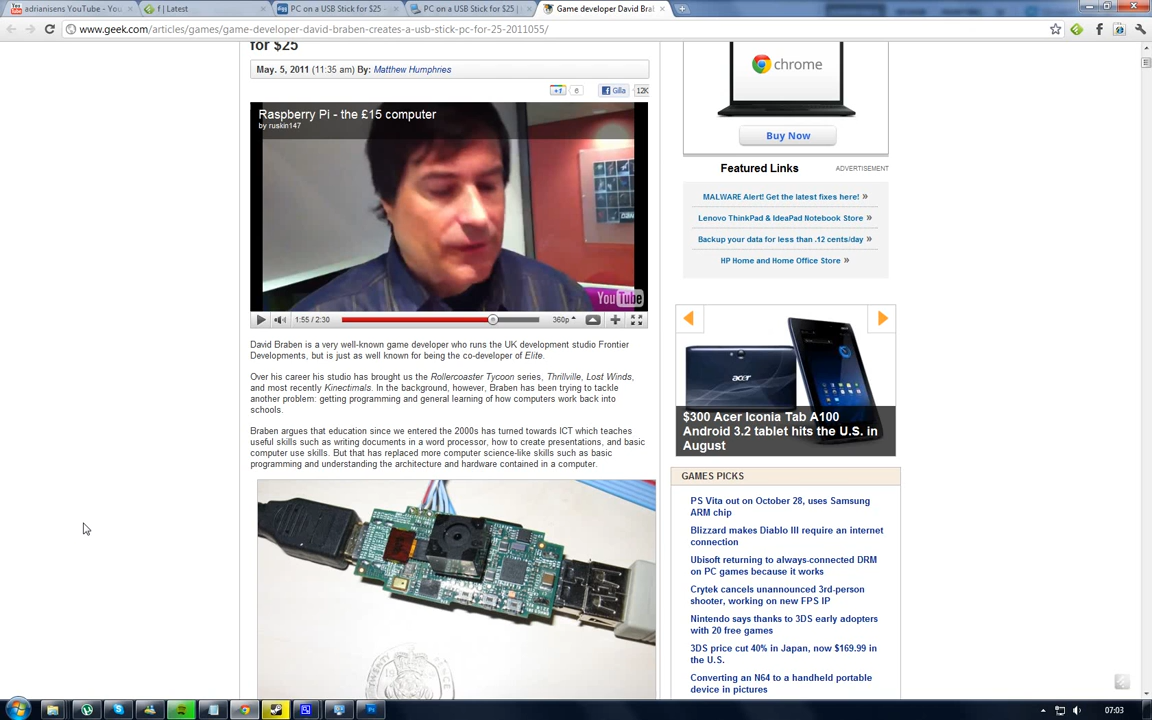 adrianisens YouTube - You
f | Latest
PC on a USB Stick for $25 -
PC on a USB Stick for $25 |
Game developer David Brab
www.geek.com/articles/games/game-developer-david-braben-creates-a-usb-stick-pc-for-25-2011055/
for $25
May. 5, 2011 (11:35 am) By: Matthew Humphries
+1 6 Gilla 12K
Raspberry Pi - the £15 computer
by ruskin147
YouTube
1:55 / 2:30 360p
David Braben is a very well-known game developer who runs the UK development studio Frontier
Developments, but is just as well known for being the co-developer of Elite.
Over his career his studio has brought us the Rollercoaster Tycoon series, Thrillville, Lost Winds,
and most recently Kinectimals. In the background, however, Braben has been trying to tackle
another problem: getting programming and general learning of how computers work back into
schools.
Braben argues that education since we entered the 2000s has turned towards ICT which teaches
useful skills such as writing documents in a word processor, how to create presentations, and basic
computer use skills. But that has replaced more computer science-like skills such as basic
programming and understanding the architecture and hardware contained in a computer.
chrome
Buy Now
Featured Links ADVERTISEMENT
MALWARE Alert! Get the latest fixes here! »
Lenovo ThinkPad & IdeaPad Notebook Store »
Backup your data for less than .12 cents/day »
HP Home and Home Office Store »
acer
$300 Acer Iconia Tab A100
Android 3.2 tablet hits the U.S. in
August
GAMES PICKS
PS Vita out on October 28, uses Samsung
ARM chip
Blizzard makes Diablo III require an internet
connection
Ubisoft returning to always-connected DRM
on PC games because it works
Crytek cancels unannounced 3rd-person
shooter, working on new FPS IP
Nintendo says thanks to 3DS early adopters
with 20 free games
3DS price cut 40% in Japan, now $169.99 in
the U.S.
Converting an N64 to a handheld portable
device in pictures
07:03